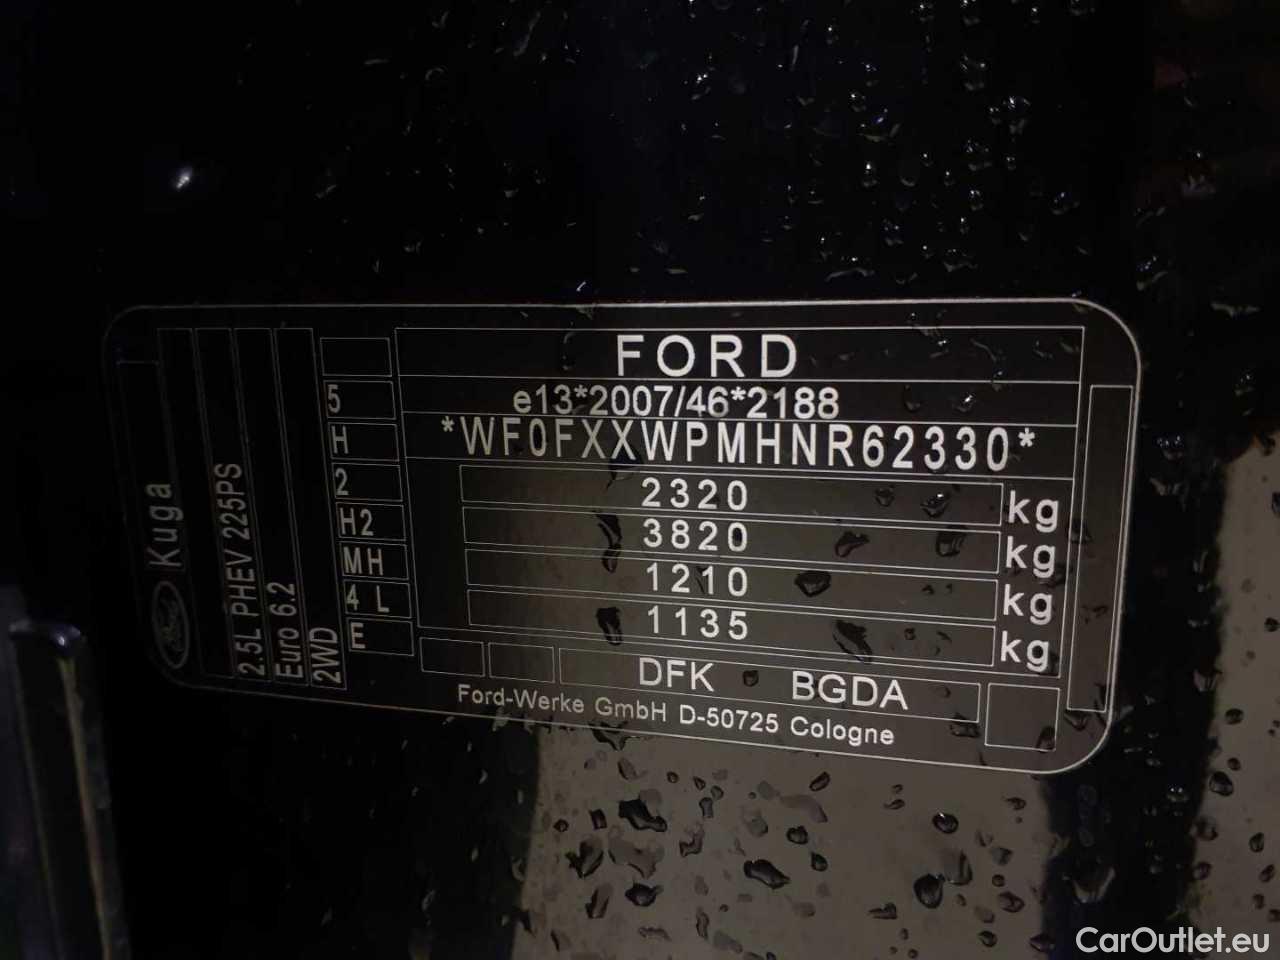 FORD
e13*2007/46*2188
*WF0FXXWPMHNR62330*
2320 kg
3820 kg
1210 kg
1135 kg
DFK BGDA
Ford-Werke GmbH D-50725 Cologne
5
H
2
H2
MH
4 L
E
Ford Kuga
2.5L PHEV 225PS
Euro 6.2
2WD
CarOutlet.eu